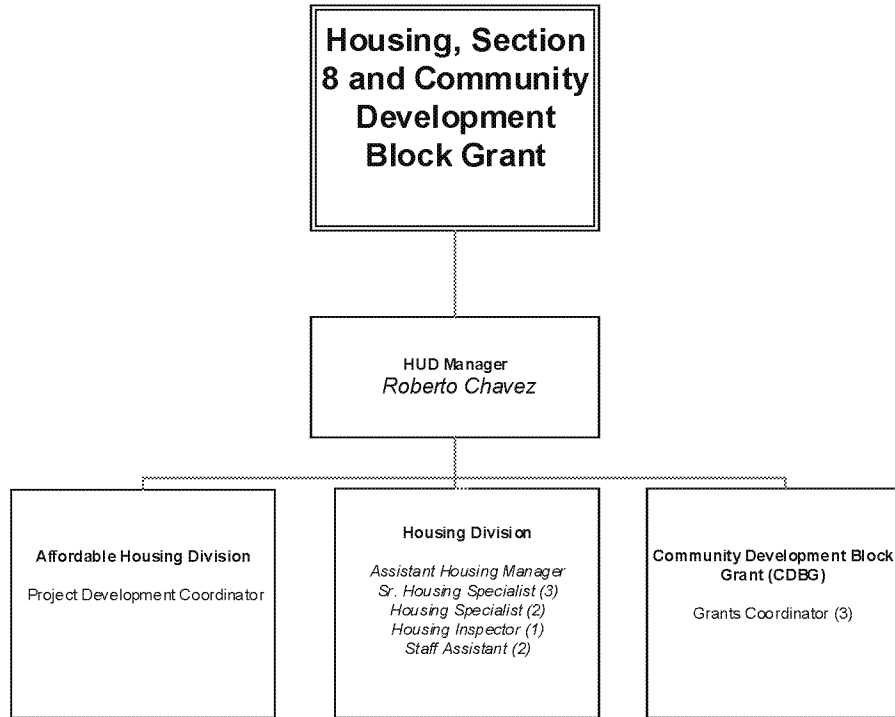 Housing, Section
8 and Community
Development
Block Grant
HUD Manager
Roberto Chavez
Affordable Housing Division
Project Development Coordinator
Housing Division
Assistant Housing Manager
Sr. Housing Specialist (3)
Housing Specialist (2)
Housing Inspector (1)
Staff Assistant (2)
Community Development Block
Grant (CDBG)
Grants Coordinator (3)